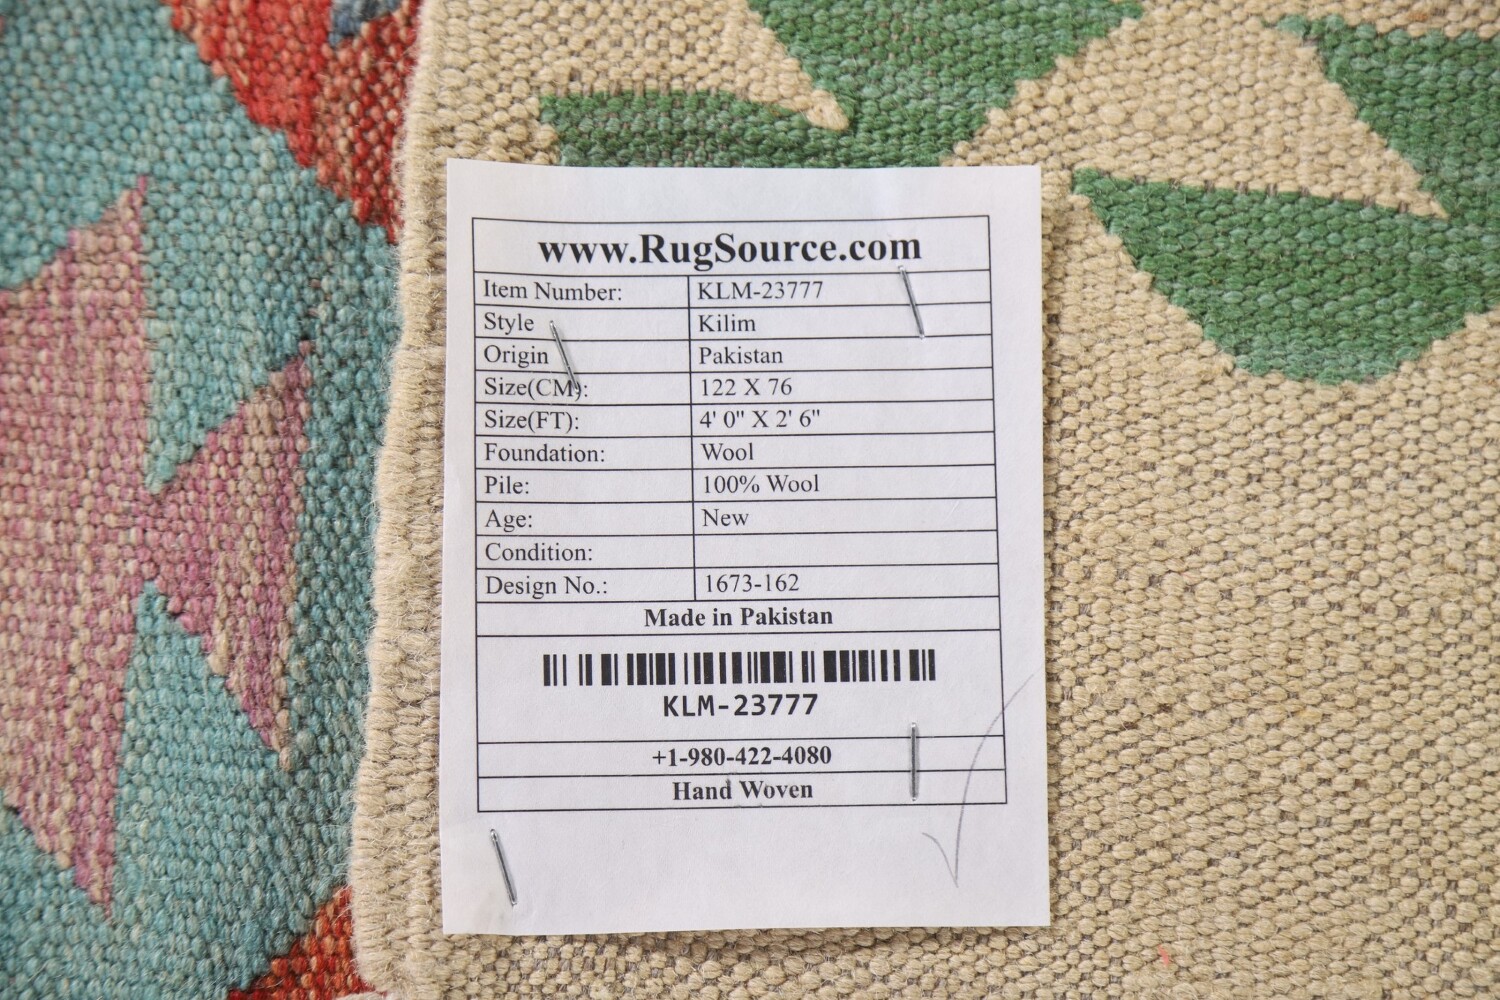 www.RugSource.com
Item Number: KLM-23777
Style Kilim
Origin Pakistan
Size(CM): 122 X 76
Size(FT): 4' 0" X 2' 6"
Foundation: Wool
Pile: 100% Wool
Age: New
Condition:
Design No.: 1673-162
Made in Pakistan
KLM-23777
+1-980-422-4080
Hand Woven